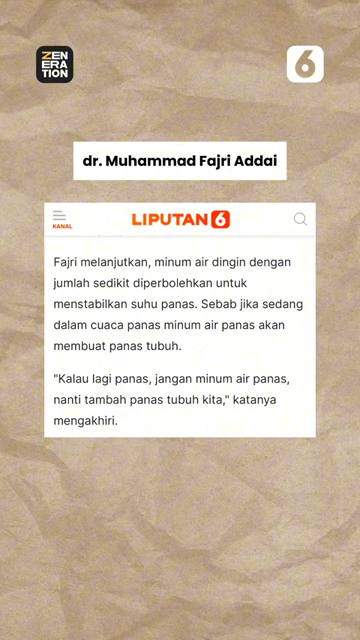 ZEN
ERA
TION
6
dr. Muhammad Fajri Addai
KANAL
LIPUTAN 6
Fajri melanjutkan, minum air dingin dengan
jumlah sedikit diperbolehkan untuk
menstabilkan suhu panas. Sebab jika sedang
dalam cuaca panas minum air panas akan
membuat panas tubuh.
"Kalau lagi panas, jangan minum air panas,
nanti tambah panas tubuh kita," katanya
mengakhiri.